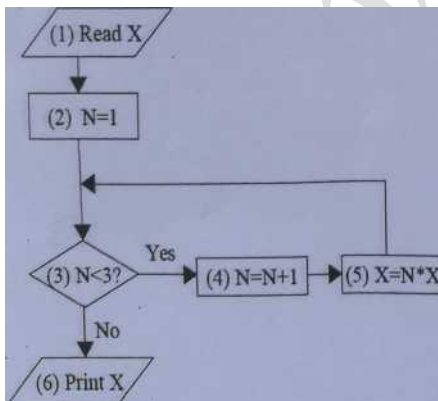 (1) Read X
(2) N=1
(3) N<3?
Yes
(4) N=N+1
(5) X=N*X
No
(6) Print X